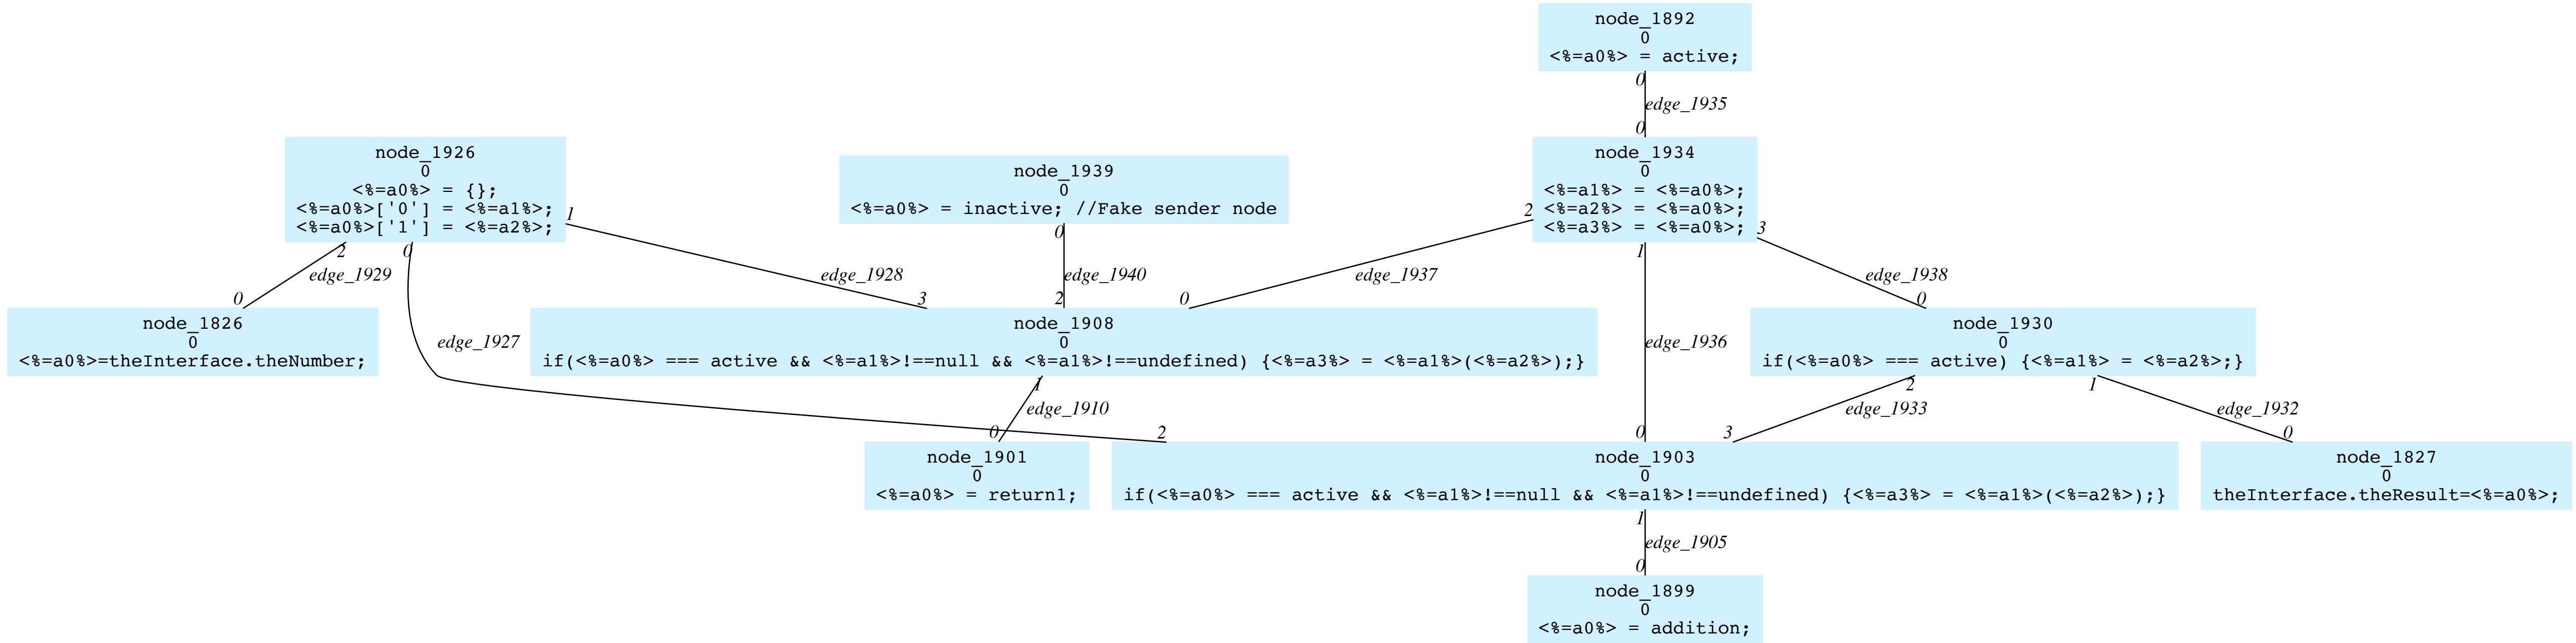 node_1892
0
<%=a0%> = active;
0
edge_1935
0
node_1926
0
<%=a0%> = {};
<%=a0%>['0'] = <%=a1%>;
<%=a0%>['1'] = <%=a2%>;
node_1939
0
<%=a0%> = inactive; //Fake sender node
node_1934
0
<%=a1%> = <%=a0%>;
<%=a2%> = <%=a0%>;
<%=a3%> = <%=a0%>;
1
2
3
2
0
0
1
edge_1929
edge_1928
edge_1940
edge_1937
edge_1938
0
3
2
0
0
node_1826
0
<%=a0%>=theInterface.theNumber;
edge_1927
node_1908
0
if(<%=a0%> === active && <%=a1%>!==null && <%=a1%>!==undefined) {<%=a3%> = <%=a1%>(<%=a2%>);}
edge_1936
node_1930
0
if(<%=a0%> === active) {<%=a1%> = <%=a2%>;}
1
2
1
edge_1910
edge_1933
edge_1932
0
2
0
3
0
node_1901
0
<%=a0%> = return1;
node_1903
0
if(<%=a0%> === active && <%=a1%>!==null && <%=a1%>!==undefined) {<%=a3%> = <%=a1%>(<%=a2%>);}
node_1827
0
theInterface.theResult=<%=a0%>;
1
edge_1905
0
node_1899
0
<%=a0%> = addition;